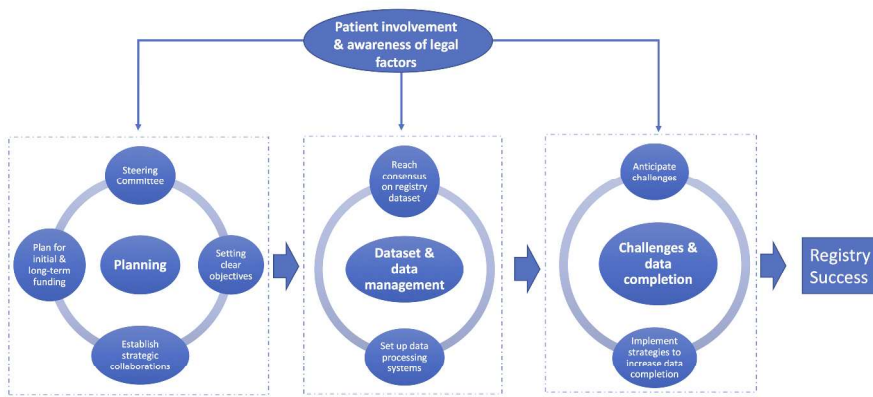 Patient involvement
& awareness of legal
factors
Steering
Committee
Plan for
initial &
long-term
funding
Planning
Setting
clear
objectives
Establish
strategic
collaborations
Reach
consensus
on registry
dataset
Dataset &
data
management
Set up data
processing
systems
Anticipate
challenges
Challenges &
data
completion
Implement
strategies to
increase data
completion
Registry
Success